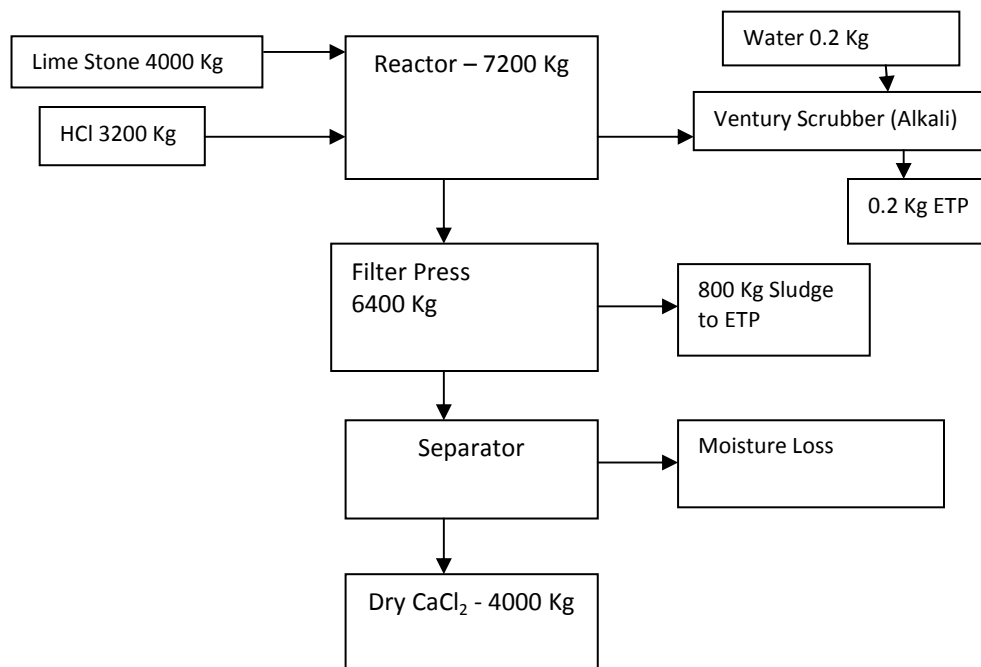 Lime Stone 4000 Kg
HCl 3200 Kg
Reactor – 7200 Kg
Water 0.2 Kg
Ventury Scrubber (Alkali)
0.2 Kg ETP
Filter Press
6400 Kg
800 Kg Sludge
to ETP
Separator
Moisture Loss
Dry CaCl₂ - 4000 Kg